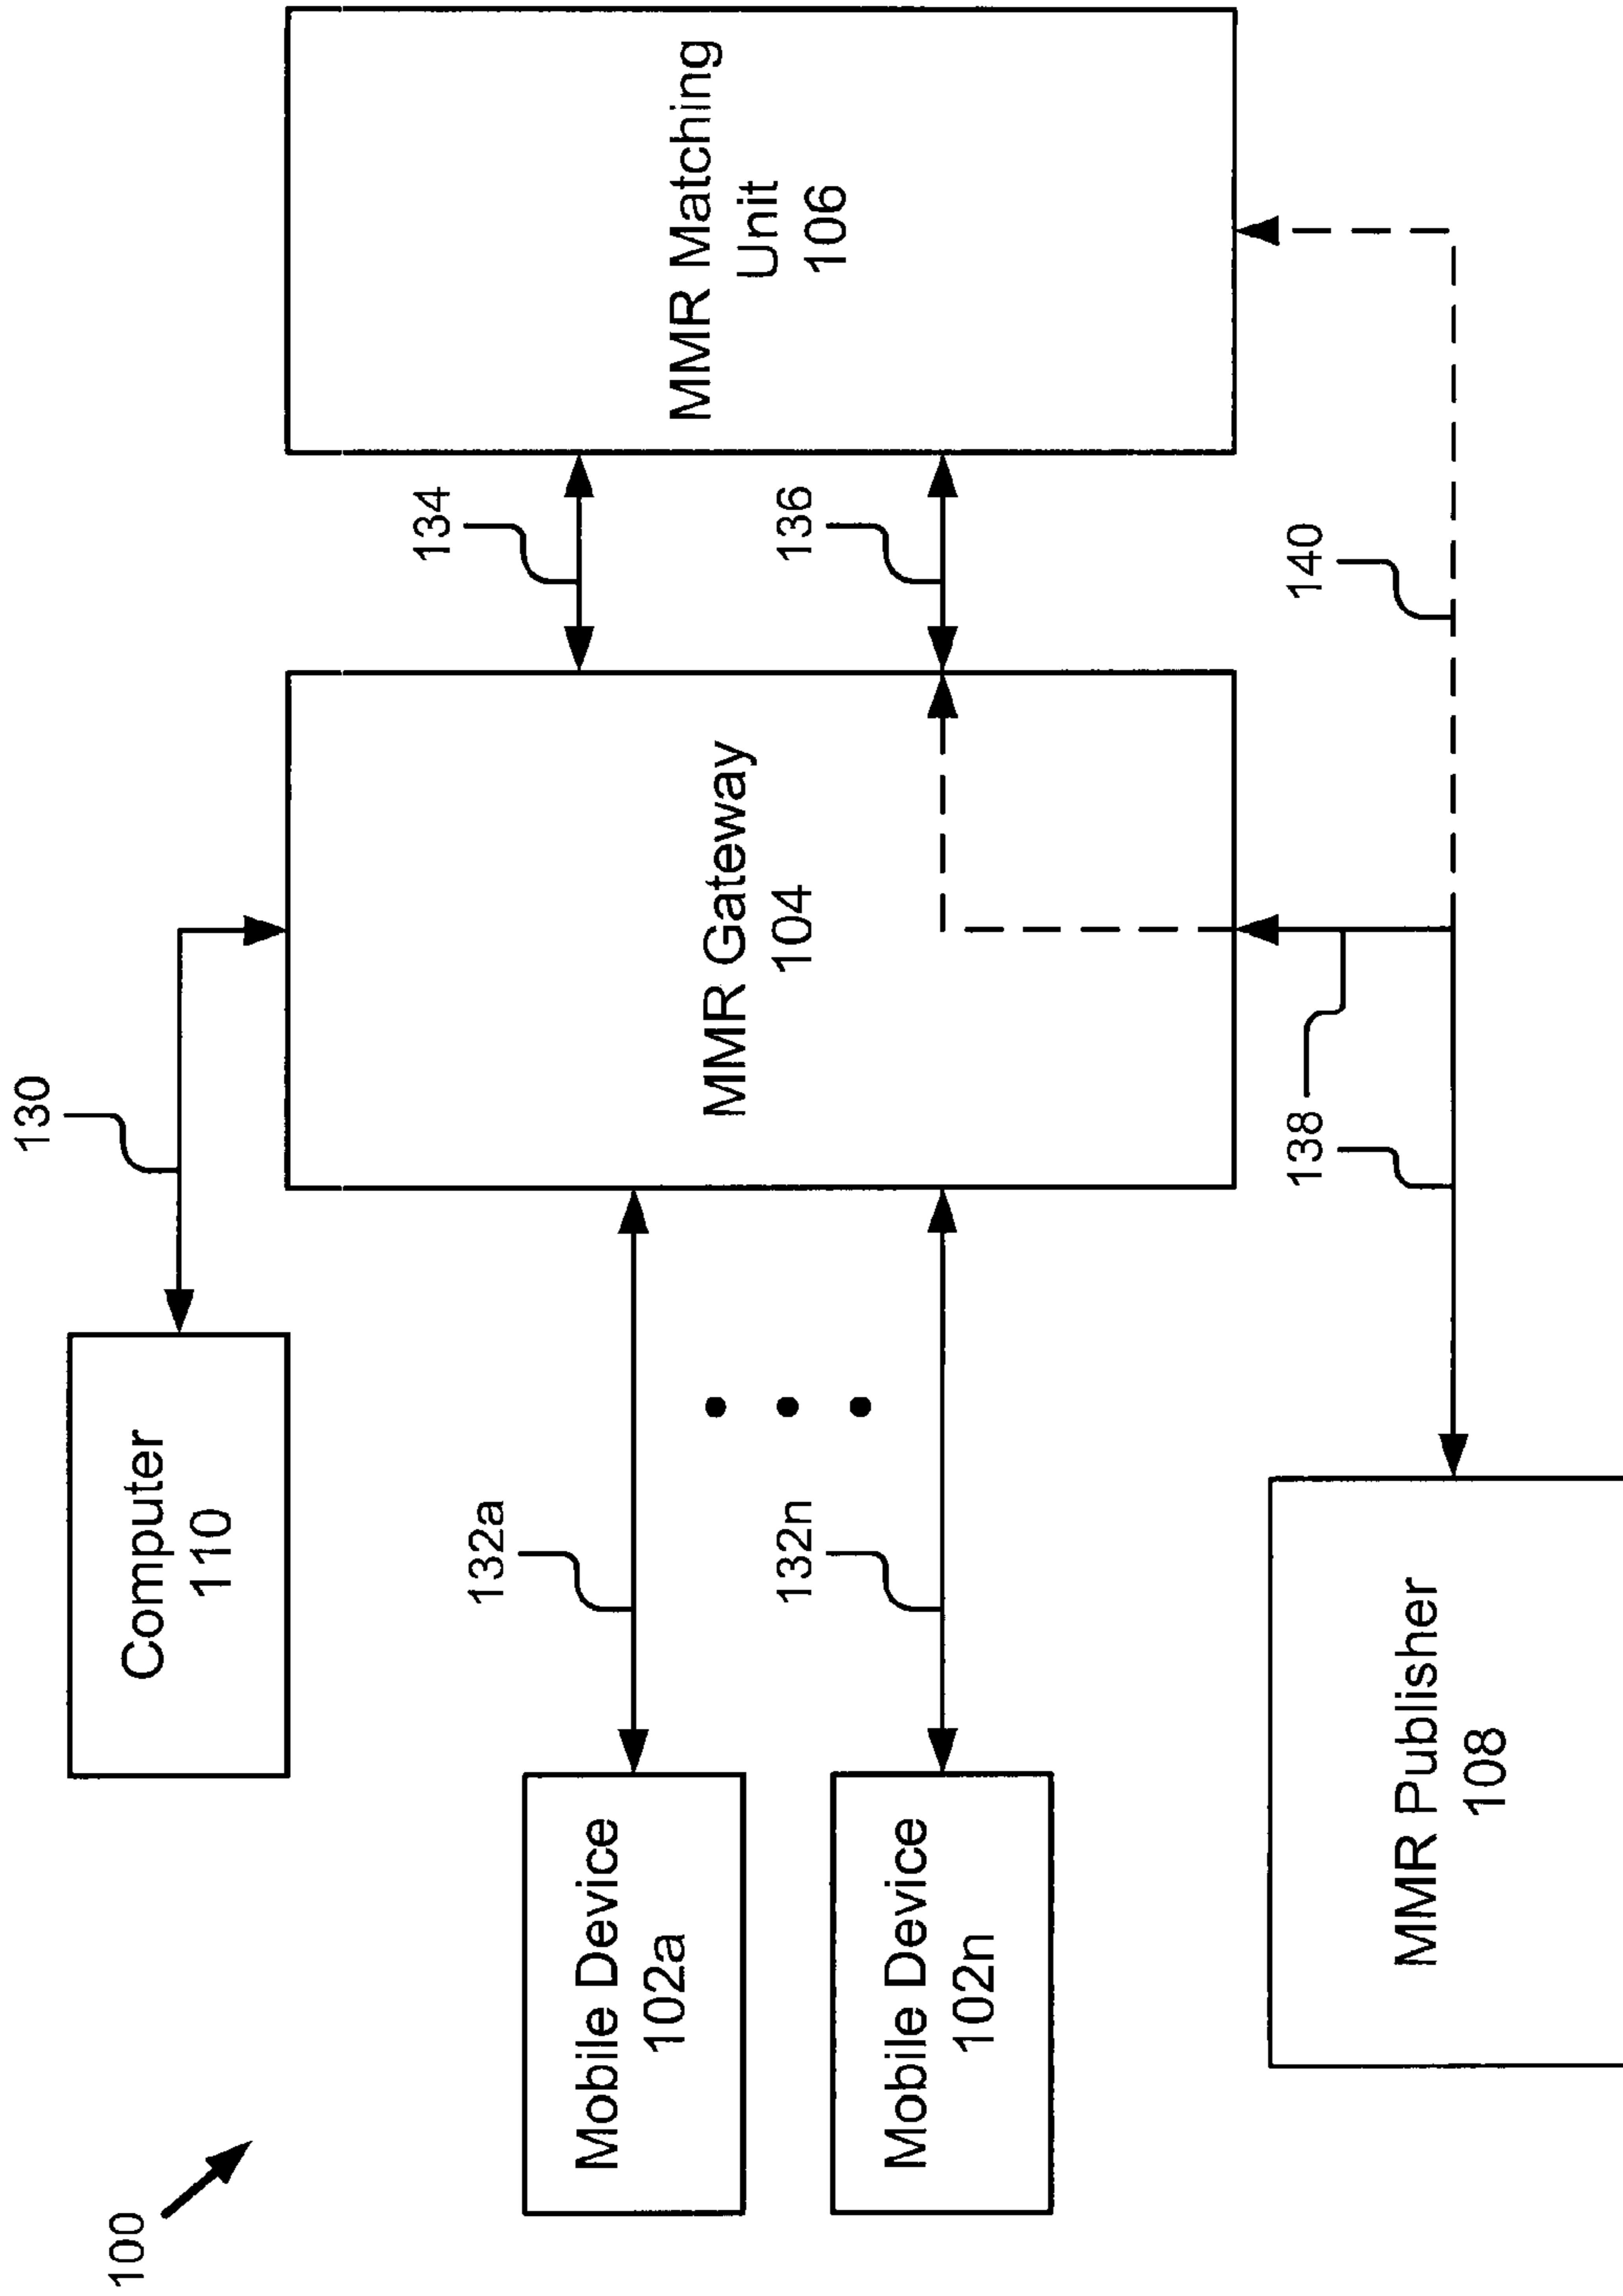 100
130
Computer
110
134
132a
Mobile Device
102a
MMR Gateway
104
MMR Matching
Unit
106
136
132n
Mobile Device
102n
138
140
MMR Publisher
108